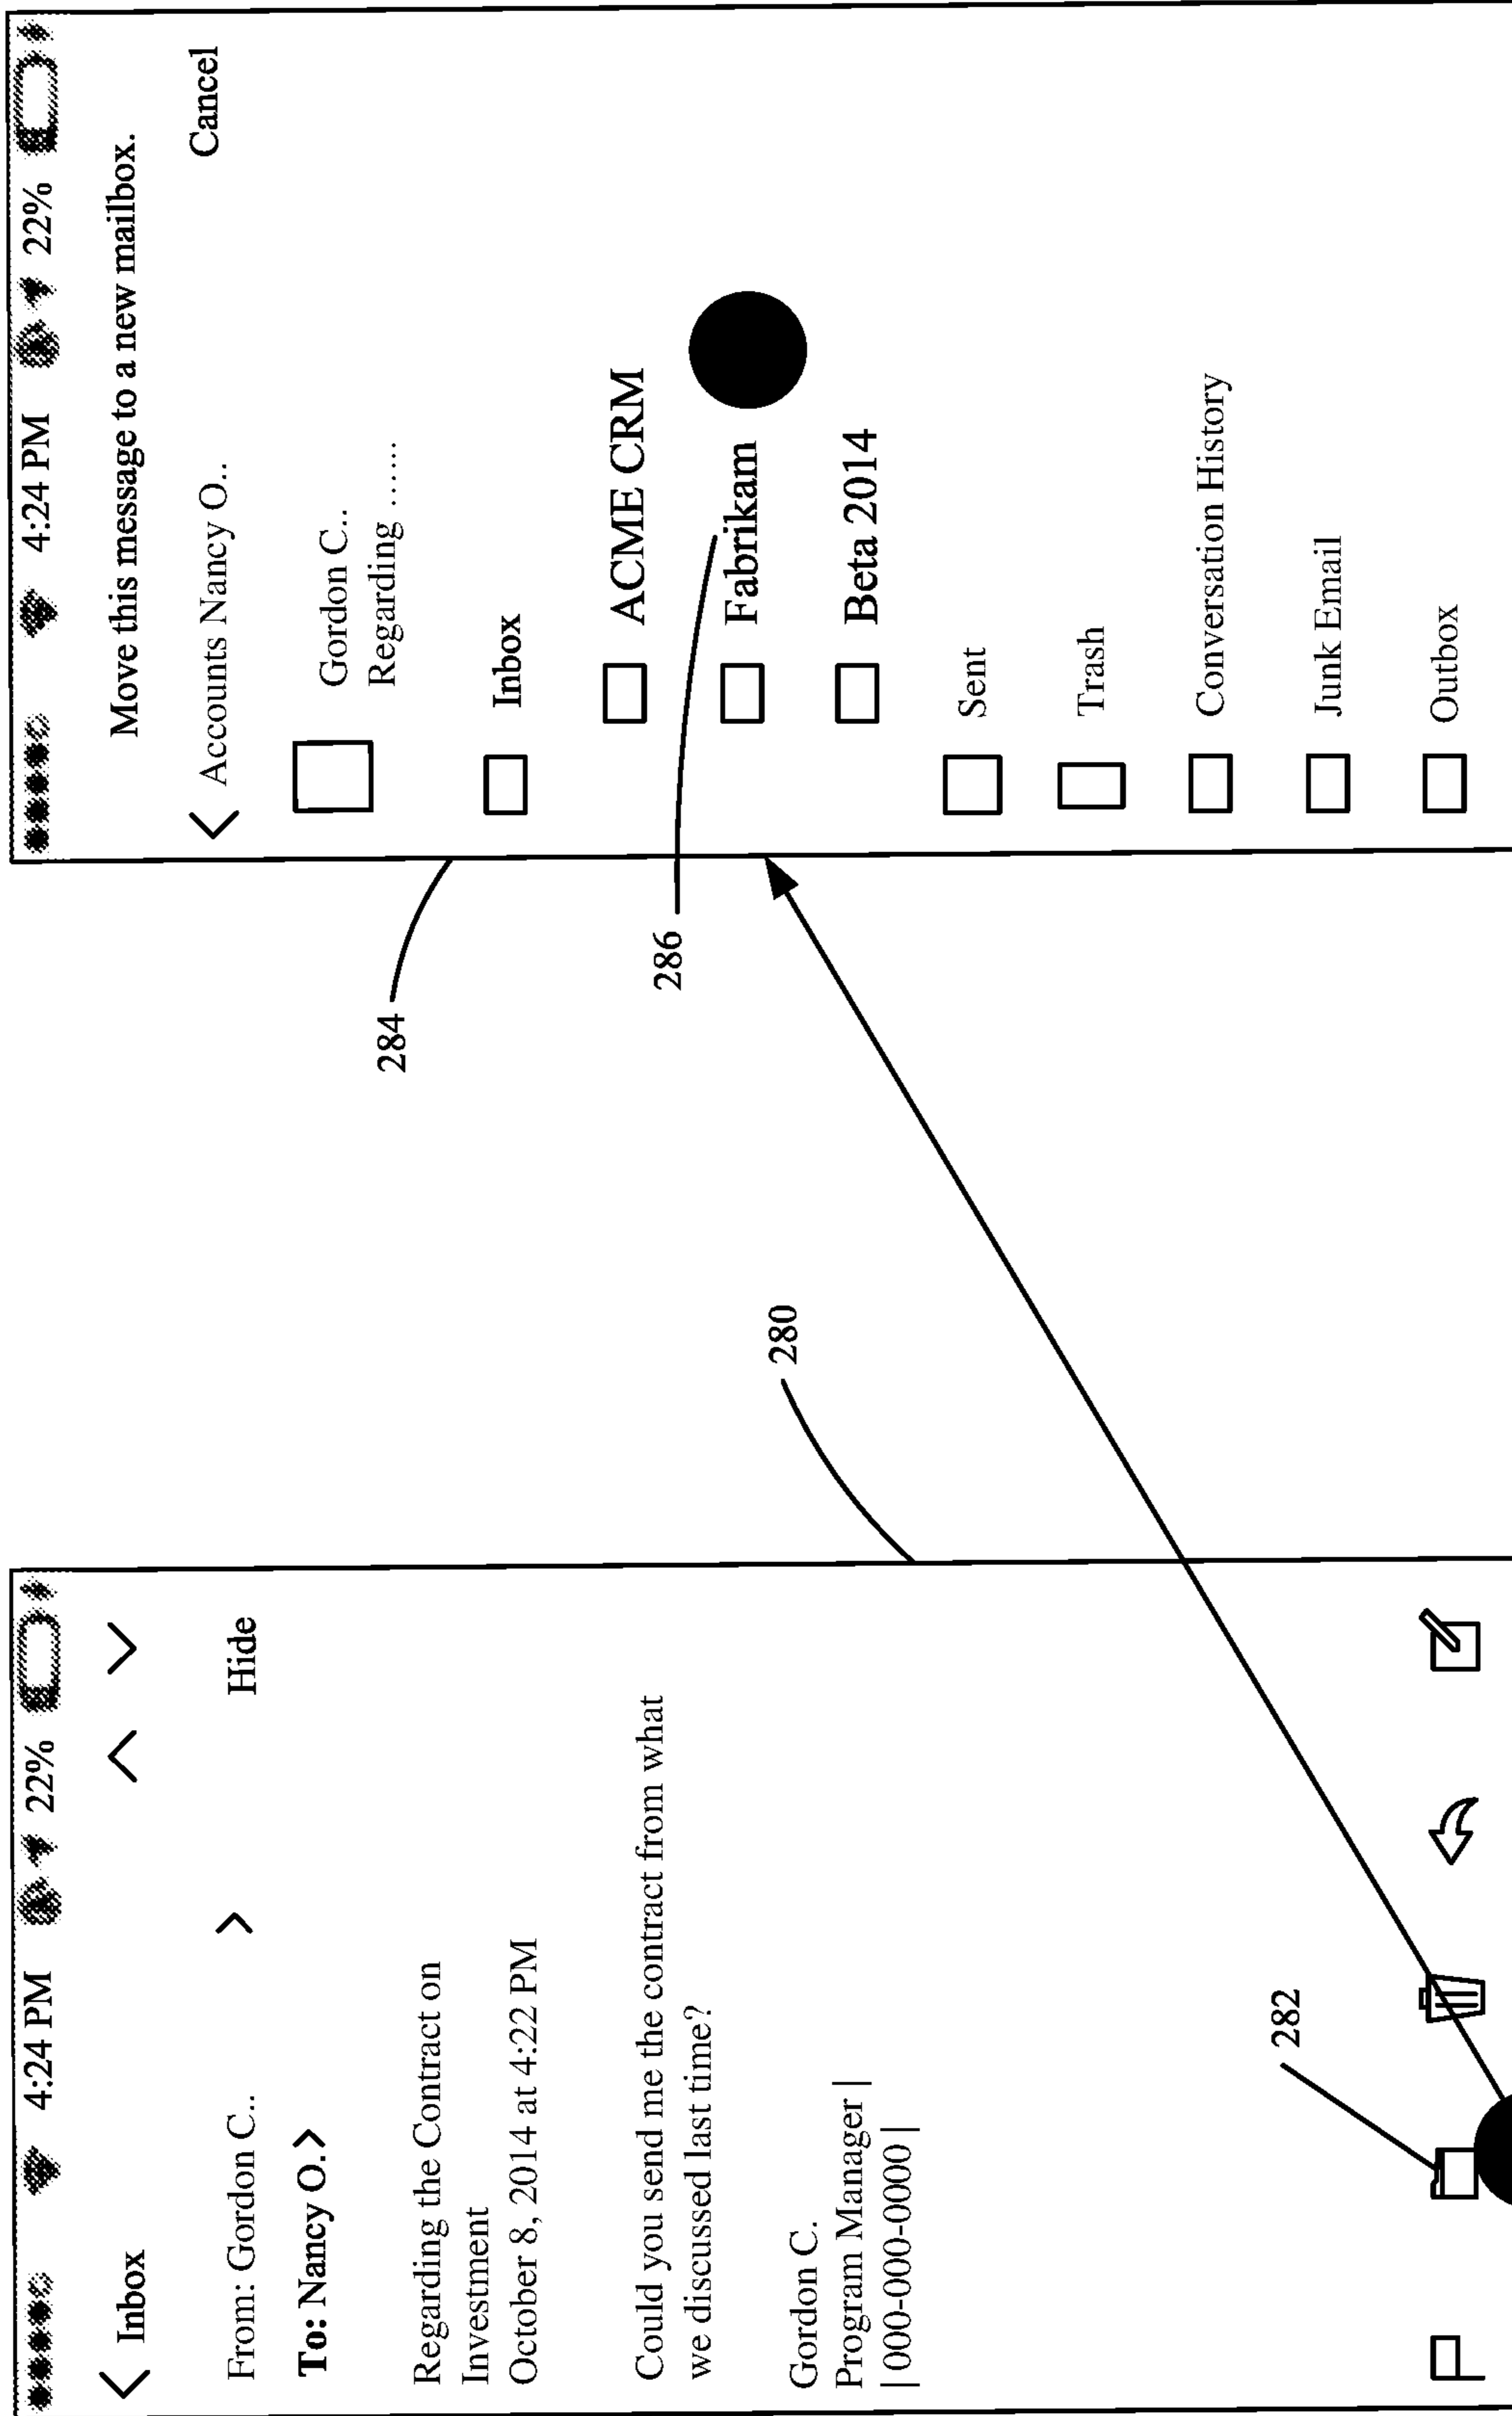 4:24 PM 22%
Inbox
From: Gordon C..
Hide
To: Nancy O.
Regarding the Contract on
Investment
October 8, 2014 at 4:22 PM
Could you send me the contract from what
we discussed last time?
Gordon C.
Program Manager |
| 000-000-0000 |
282
280
284
286
4:24 PM 22%
Move this message to a new mailbox.
Accounts Nancy O..
Cancel
Gordon C..
Regarding ......
Inbox
ACME CRM
Fabrikam
Beta 2014
Sent
Trash
Conversation History
Junk Email
Outbox